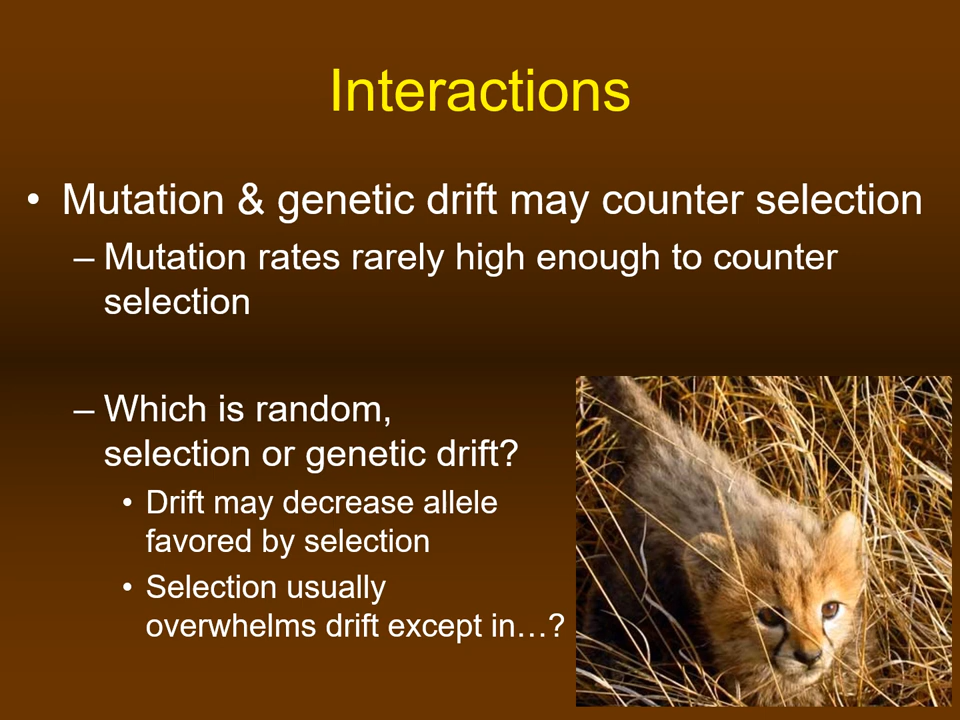 Interactions
• Mutation & genetic drift may counter selection
– Mutation rates rarely high enough to counter
selection
– Which is random,
selection or genetic drift?
• Drift may decrease allele
favored by selection
• Selection usually
overwhelms drift except in…?